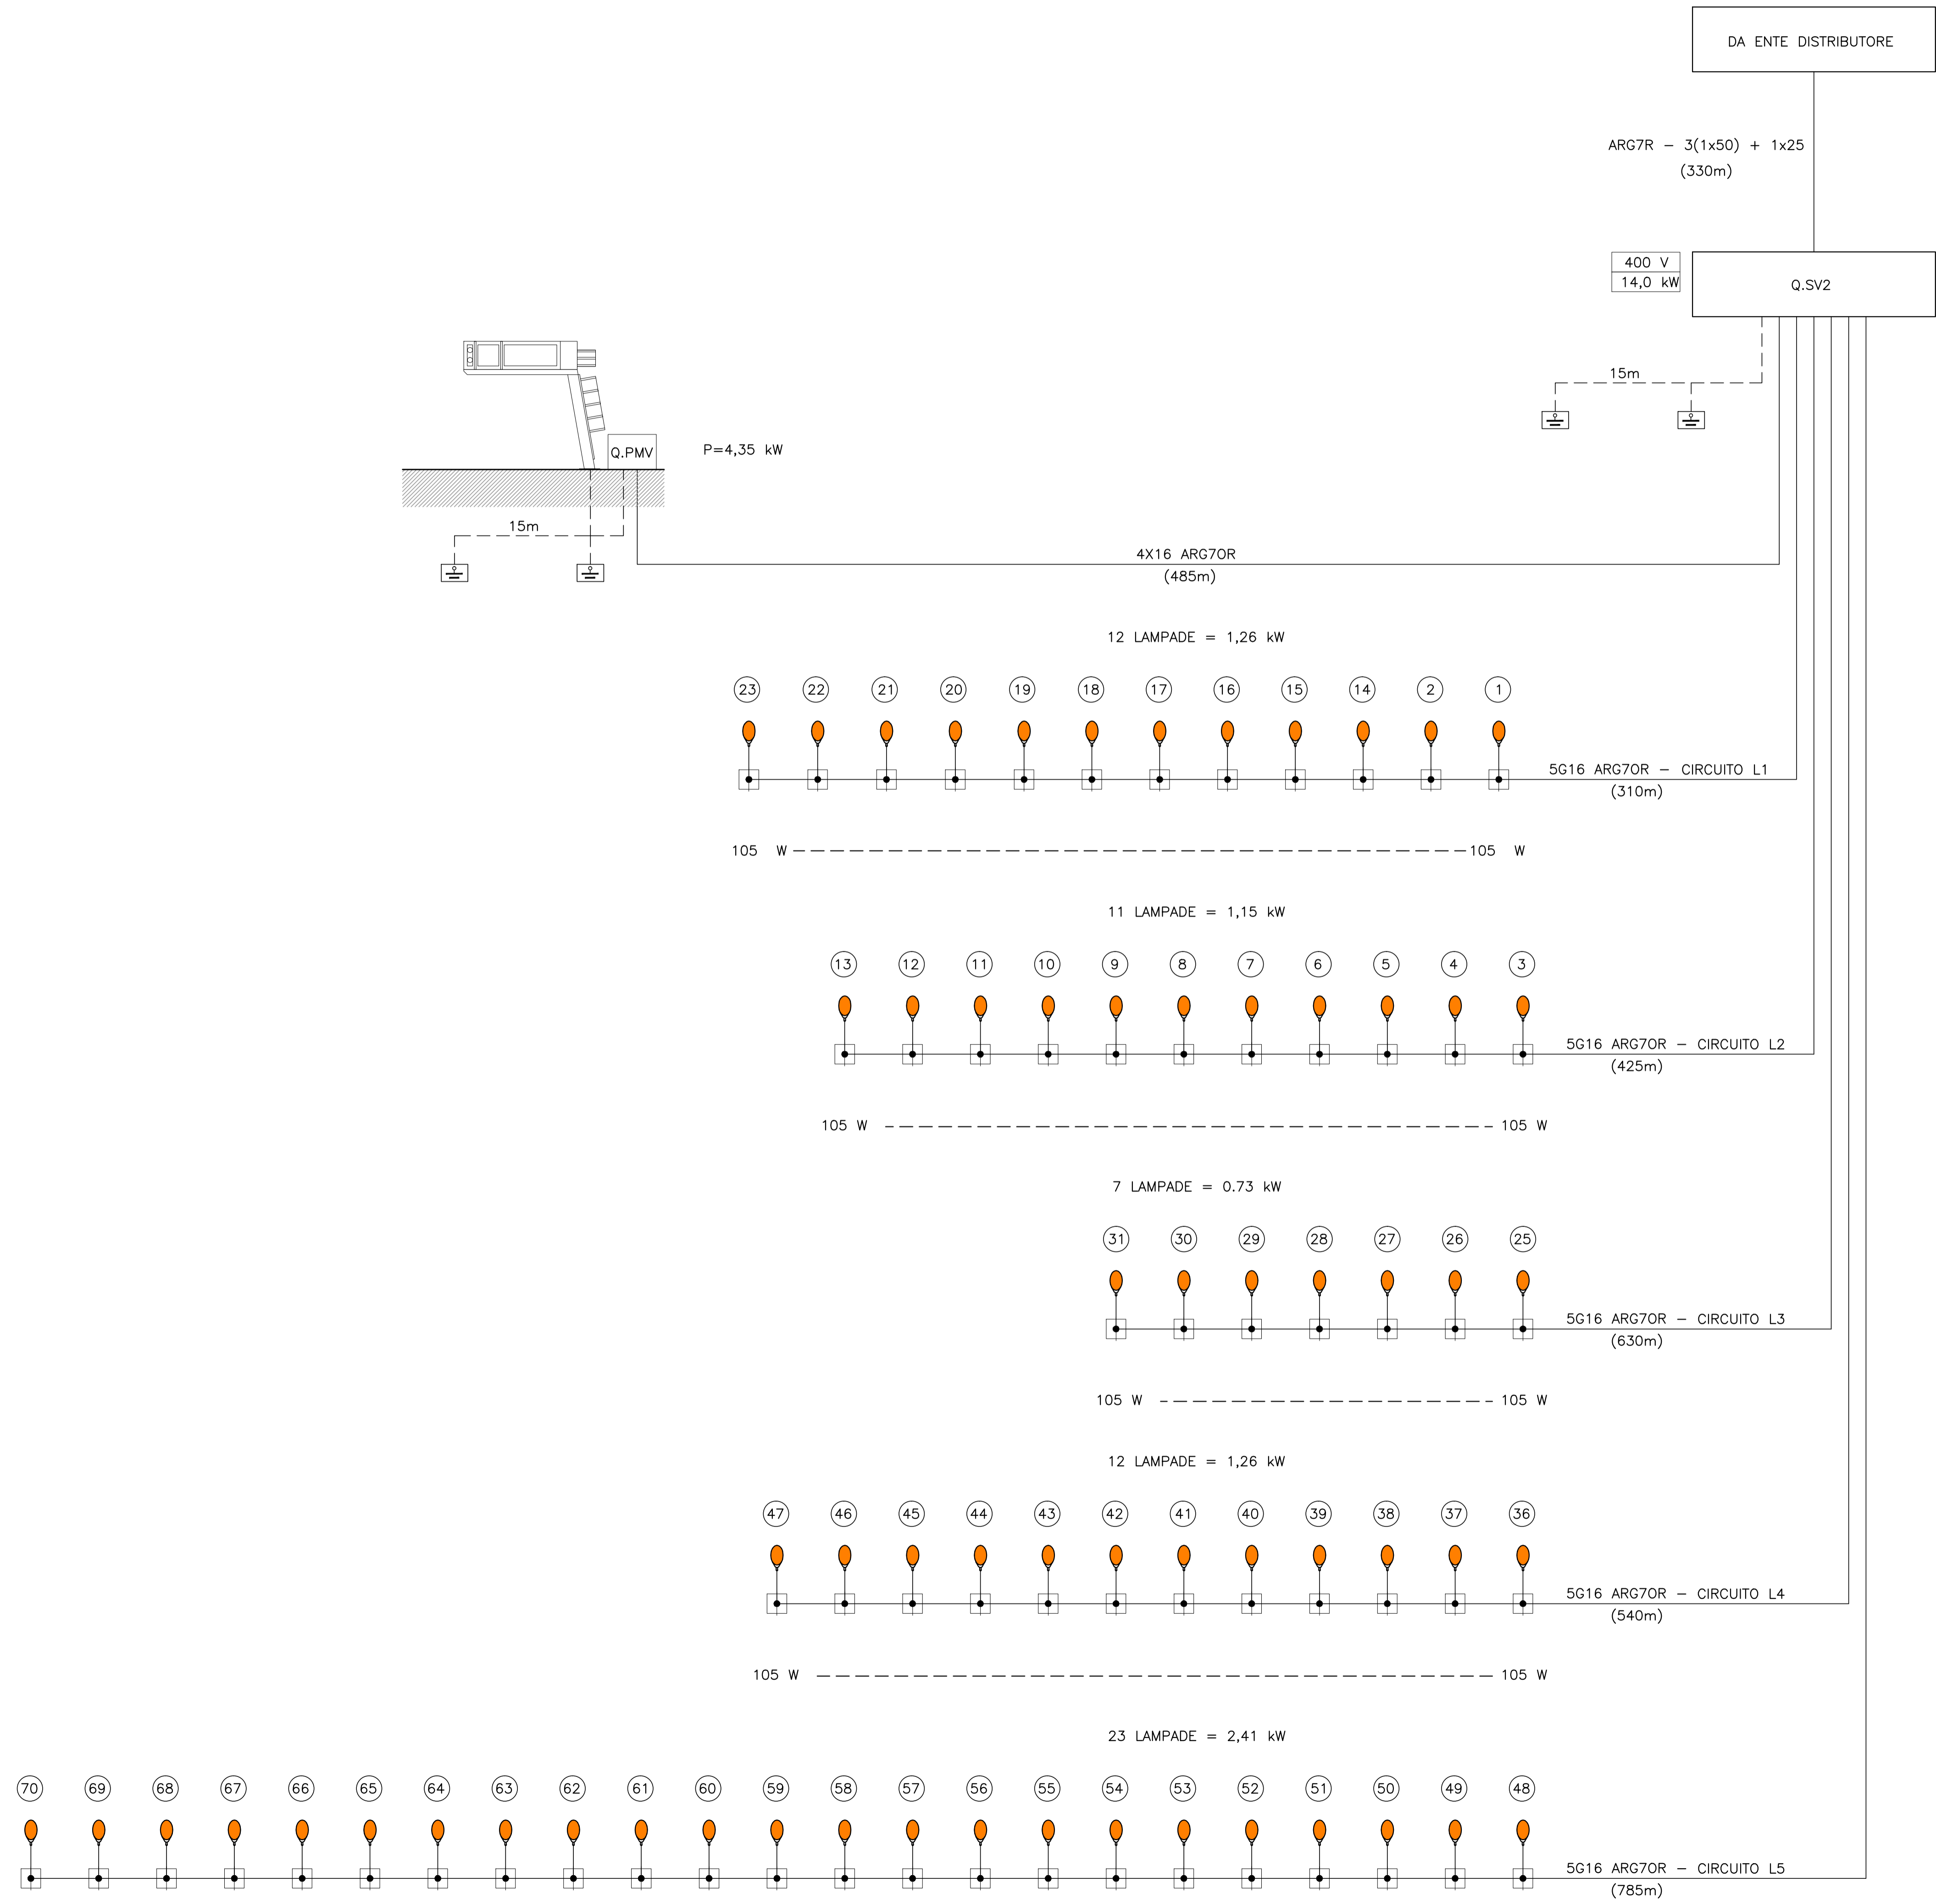 DA ENTE DISTRIBUTORE
ARG7R – 3(1x50) + 1x25
(330m)
400 V
14,0 kW
Q.SV2
15m
Q.PMV
P=4,35 kW
15m
4X16 ARG7OR
(485m)
12 LAMPADE = 1,26 kW
23 22 21 20 19 18 17 16 15 14 2 1
5G16 ARG7OR – CIRCUITO L1
(310m)
105 W 105 W
11 LAMPADE = 1,15 kW
13 12 11 10 9 8 7 6 5 4 3
5G16 ARG7OR – CIRCUITO L2
(425m)
105 W 105 W
7 LAMPADE = 0.73 kW
31 30 29 28 27 26 25
5G16 ARG7OR – CIRCUITO L3
(630m)
105 W 105 W
12 LAMPADE = 1,26 kW
47 46 45 44 43 42 41 40 39 38 37 36
5G16 ARG7OR – CIRCUITO L4
(540m)
105 W 105 W
23 LAMPADE = 2,41 kW
70 69 68 67 66 65 64 63 62 61 60 59 58 57 56 55 54 53 52 51 50 49 48
5G16 ARG7OR – CIRCUITO L5
(785m)